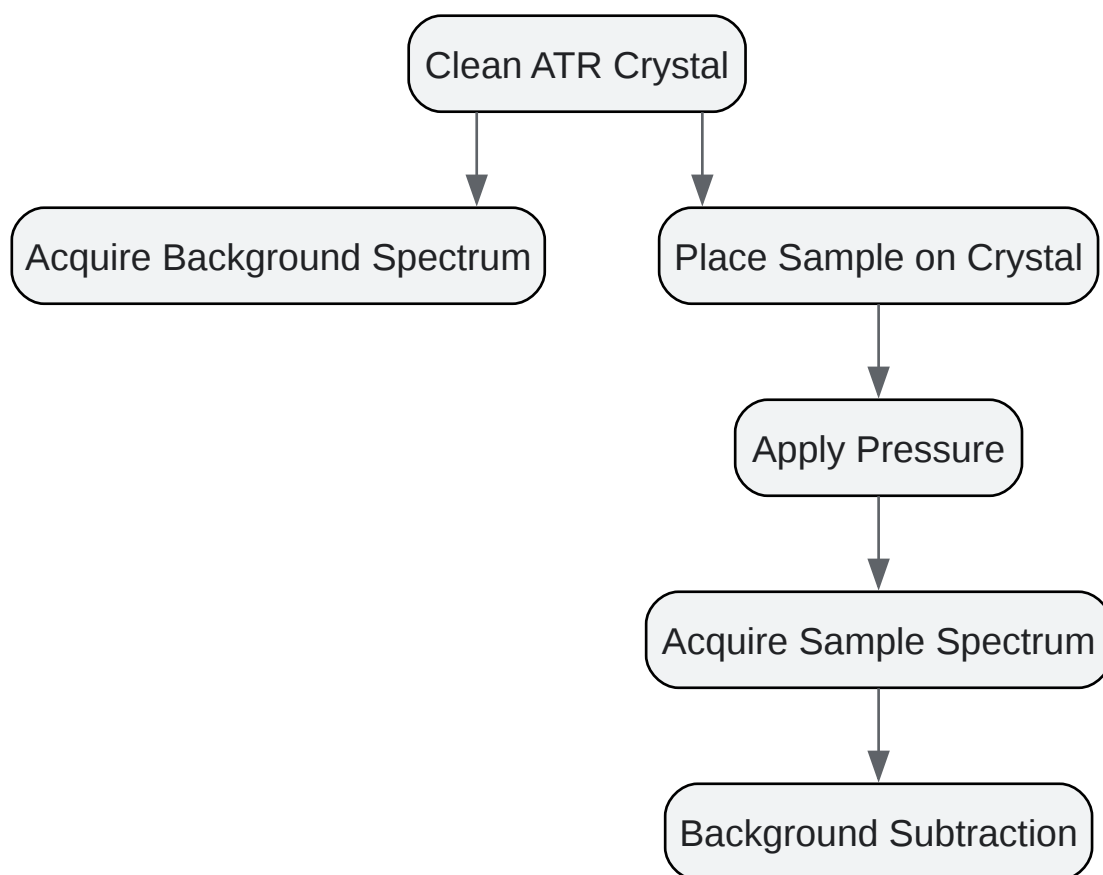 Clean ATR Crystal
Acquire Background Spectrum
Place Sample on Crystal
Apply Pressure
Acquire Sample Spectrum
Background Subtraction